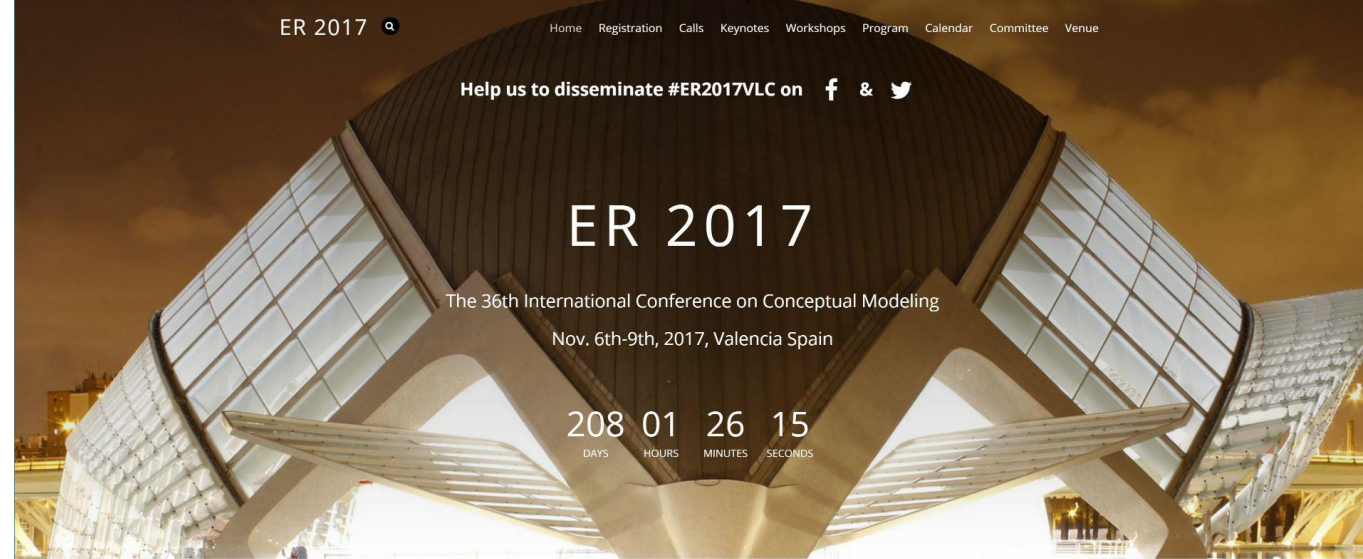 ER 2017
Home Registration Calls Keynotes Workshops Program Calendar Committee Venue
Help us to disseminate #ER2017VLC on &
ER 2017
The 36th International Conference on Conceptual Modeling
Nov. 6th-9th, 2017, Valencia Spain
208 01 26 15
DAYS HOURS MINUTES SECONDS